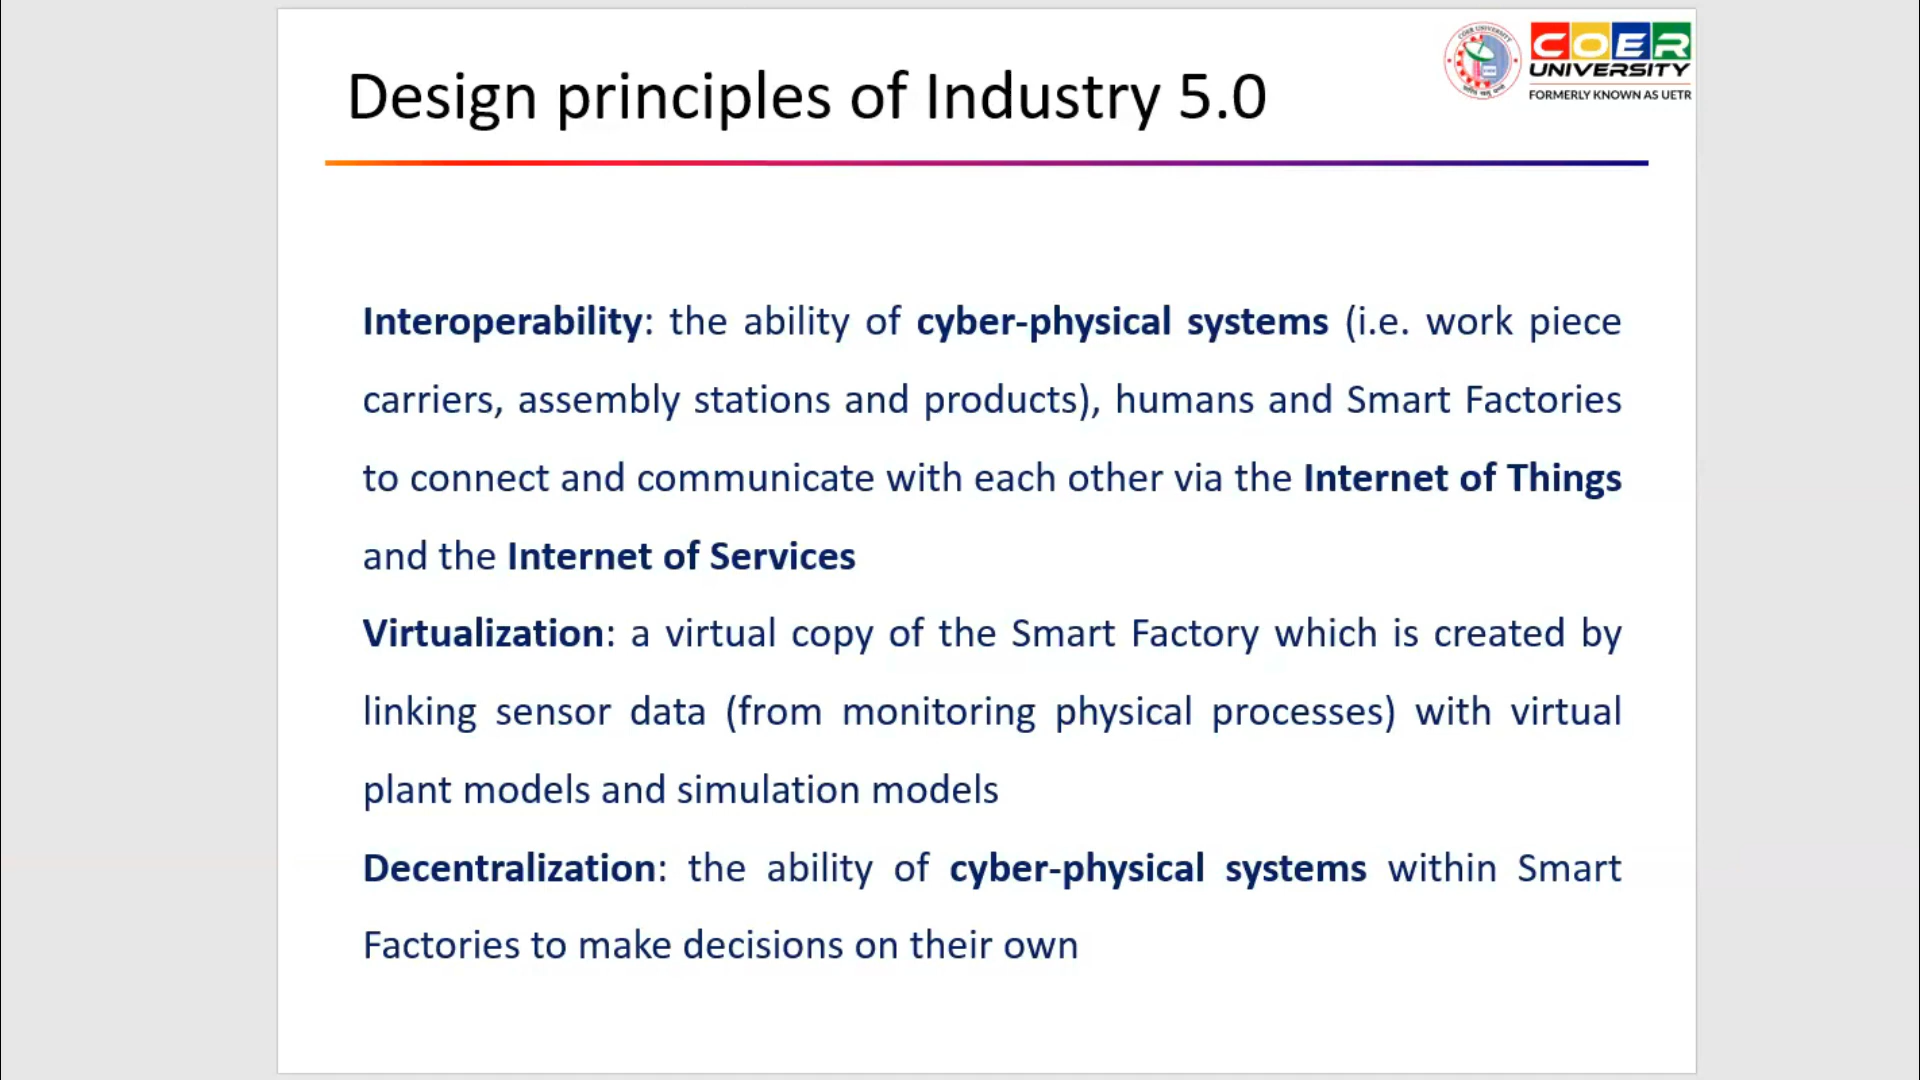 COER UNIVERSITY
COER
UNIVERSITY
FORMERLY KNOWN AS UETR
Design principles of Industry 5.0
Interoperability: the ability of cyber-physical systems (i.e. work piece
carriers, assembly stations and products), humans and Smart Factories
to connect and communicate with each other via the Internet of Things
and the Internet of Services
Virtualization: a virtual copy of the Smart Factory which is created by
linking sensor data (from monitoring physical processes) with virtual
plant models and simulation models
Decentralization: the ability of cyber-physical systems within Smart
Factories to make decisions on their own